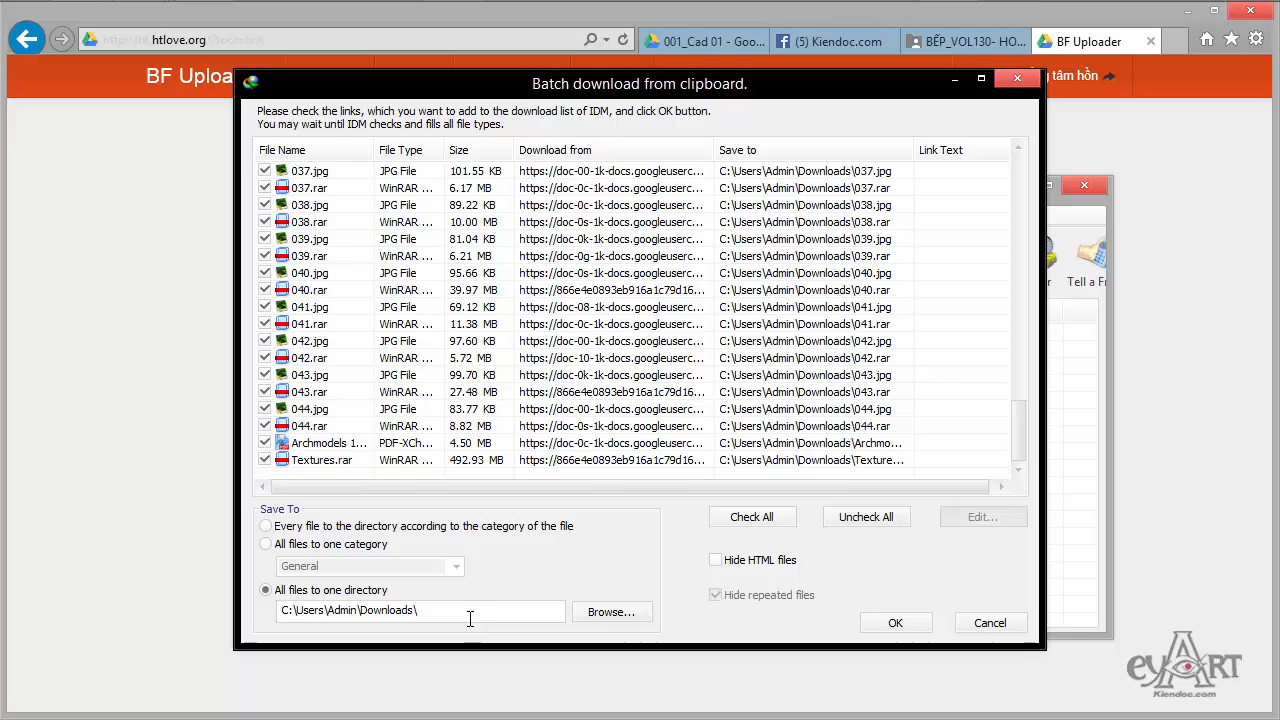 htlove.org
001_Cad 01 - Goo...
(5) Kiendoc.com
BẾP_VOL130- HO...
BF Uploader
BF Uploa
tâm hồn
Batch download from clipboard.
Please check the links, which you want to add to the download list of IDM, and click OK button.
You may wait until IDM checks and fills all file types.
File Name File Type Size Download from Save to Link Text
037.jpg JPG File 101.55 KB https://doc-00-1k-docs.googleuserc... C:\Users\Admin\Downloads\037.jpg
037.rar WinRAR ... 6.17 MB https://doc-0c-1k-docs.googleuserc... C:\Users\Admin\Downloads\037.rar
038.jpg JPG File 89.22 KB https://doc-0c-1k-docs.googleuserc... C:\Users\Admin\Downloads\038.jpg
038.rar WinRAR ... 10.00 MB https://doc-0s-1k-docs.googleuserc... C:\Users\Admin\Downloads\038.rar
039.jpg JPG File 81.04 KB https://doc-0k-1k-docs.googleuserc... C:\Users\Admin\Downloads\039.jpg
039.rar WinRAR ... 6.21 MB https://doc-0g-1k-docs.googleuserc... C:\Users\Admin\Downloads\039.rar
040.jpg JPG File 95.66 KB https://doc-0s-1k-docs.googleuserc... C:\Users\Admin\Downloads\040.jpg
040.rar WinRAR ... 39.97 MB https://866e4e0893eb916a1c79d16... C:\Users\Admin\Downloads\040.rar
041.jpg JPG File 69.12 KB https://doc-08-1k-docs.googleuserc... C:\Users\Admin\Downloads\041.jpg
041.rar WinRAR ... 11.38 MB https://doc-0s-1k-docs.googleuserc... C:\Users\Admin\Downloads\041.rar
042.jpg JPG File 97.60 KB https://doc-00-1k-docs.googleuserc... C:\Users\Admin\Downloads\042.jpg
042.rar WinRAR ... 5.72 MB https://doc-10-1k-docs.googleuserc... C:\Users\Admin\Downloads\042.rar
043.jpg JPG File 99.70 KB https://doc-0k-1k-docs.googleuserc... C:\Users\Admin\Downloads\043.jpg
043.rar WinRAR ... 27.48 MB https://866e4e0893eb916a1c79d16... C:\Users\Admin\Downloads\043.rar
044.jpg JPG File 83.77 KB https://doc-00-1k-docs.googleuserc... C:\Users\Admin\Downloads\044.jpg
044.rar WinRAR ... 8.82 MB https://doc-0c-1k-docs.googleuserc... C:\Users\Admin\Downloads\044.rar
Archmodels 1... PDF-XCh... 4.50 MB https://doc-0s-1k-docs.googleuserc... C:\Users\Admin\Downloads\Archmo...
Textures.rar WinRAR ... 492.93 MB https://866e4e0893eb916a1c79d16... C:\Users\Admin\Downloads\Texture...
r Tell a F
Save To
Every file to the directory according to the category of the file
All files to one category
General
All files to one directory
C:\Users\Admin\Downloads\
Browse...
Check All Uncheck All Edit...
Hide HTML files
Hide repeated files
OK Cancel
eyART
Kiendoc.com